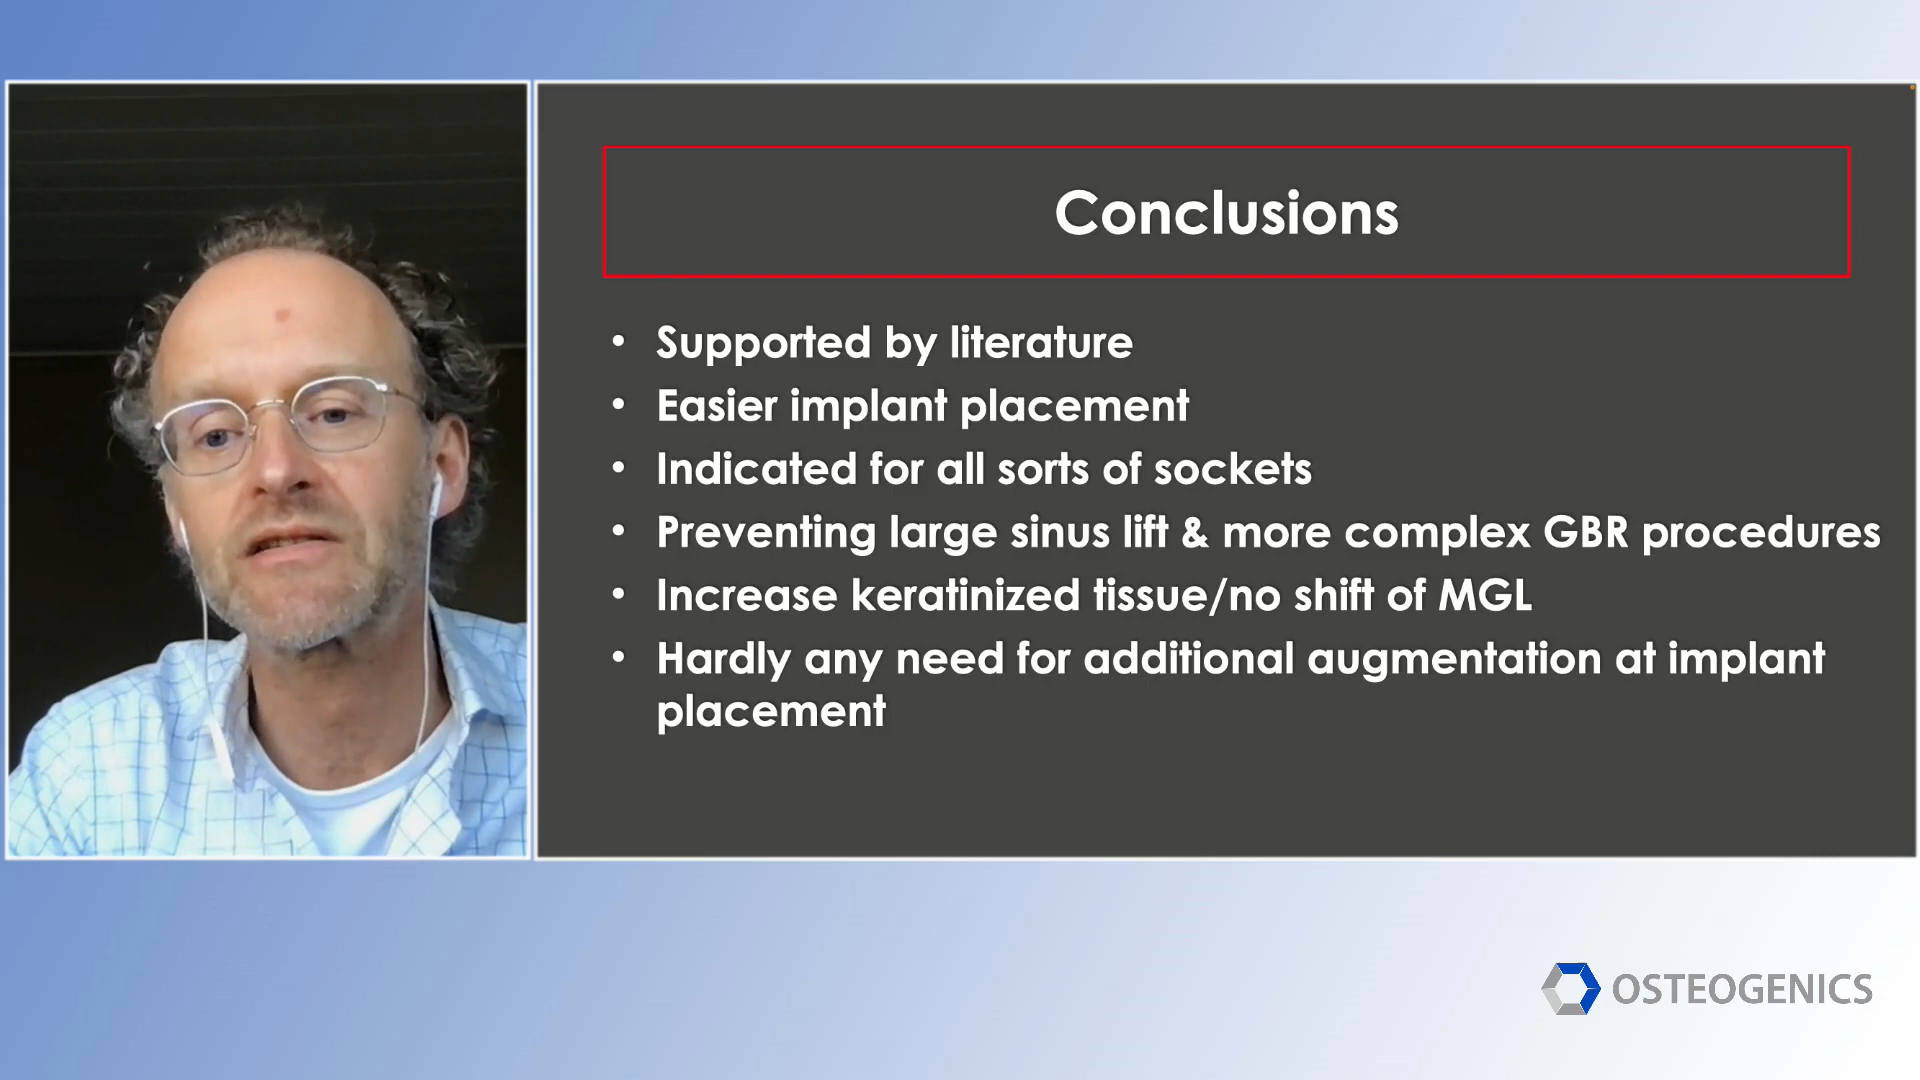 Conclusions
• Supported by literature
• Easier implant placement
• Indicated for all sorts of sockets
• Preventing large sinus lift & more complex GBR procedures
• Increase keratinized tissue/no shift of MGL
• Hardly any need for additional augmentation at implant
placement
OSTEOGENICS